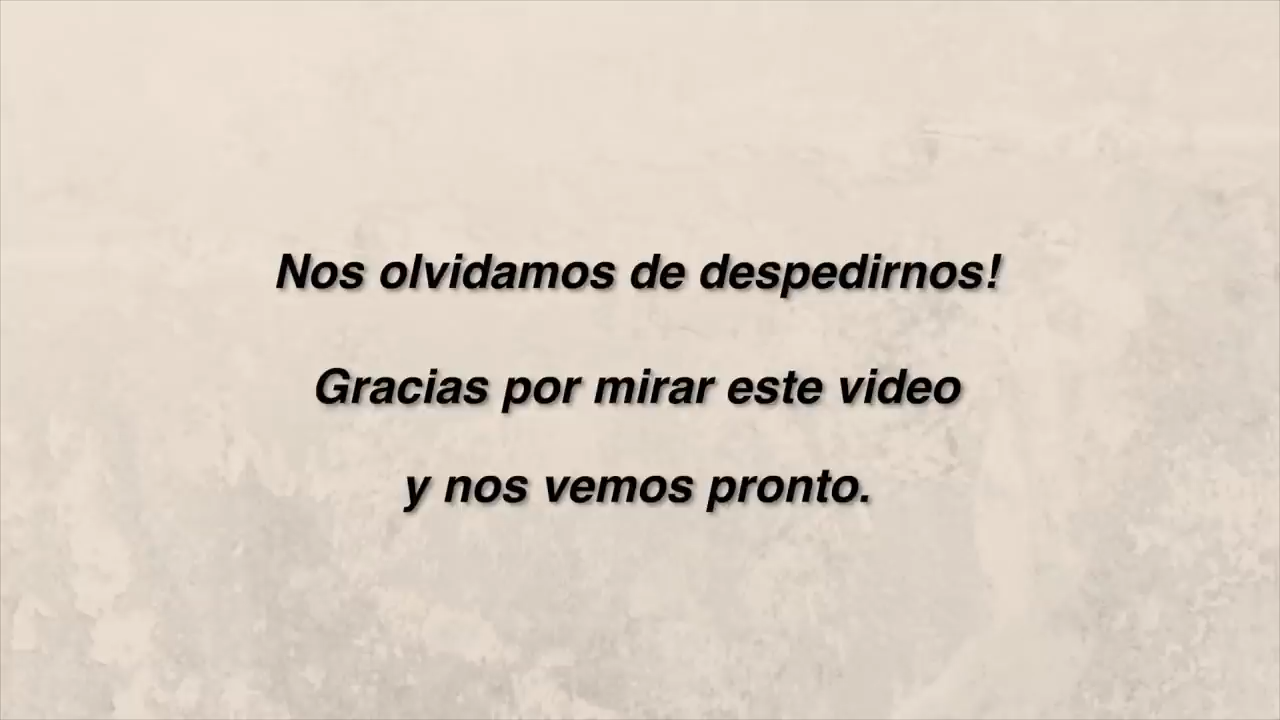 Nos olvidamos de despedirnos!
Gracias por mirar este video
y nos vemos pronto.